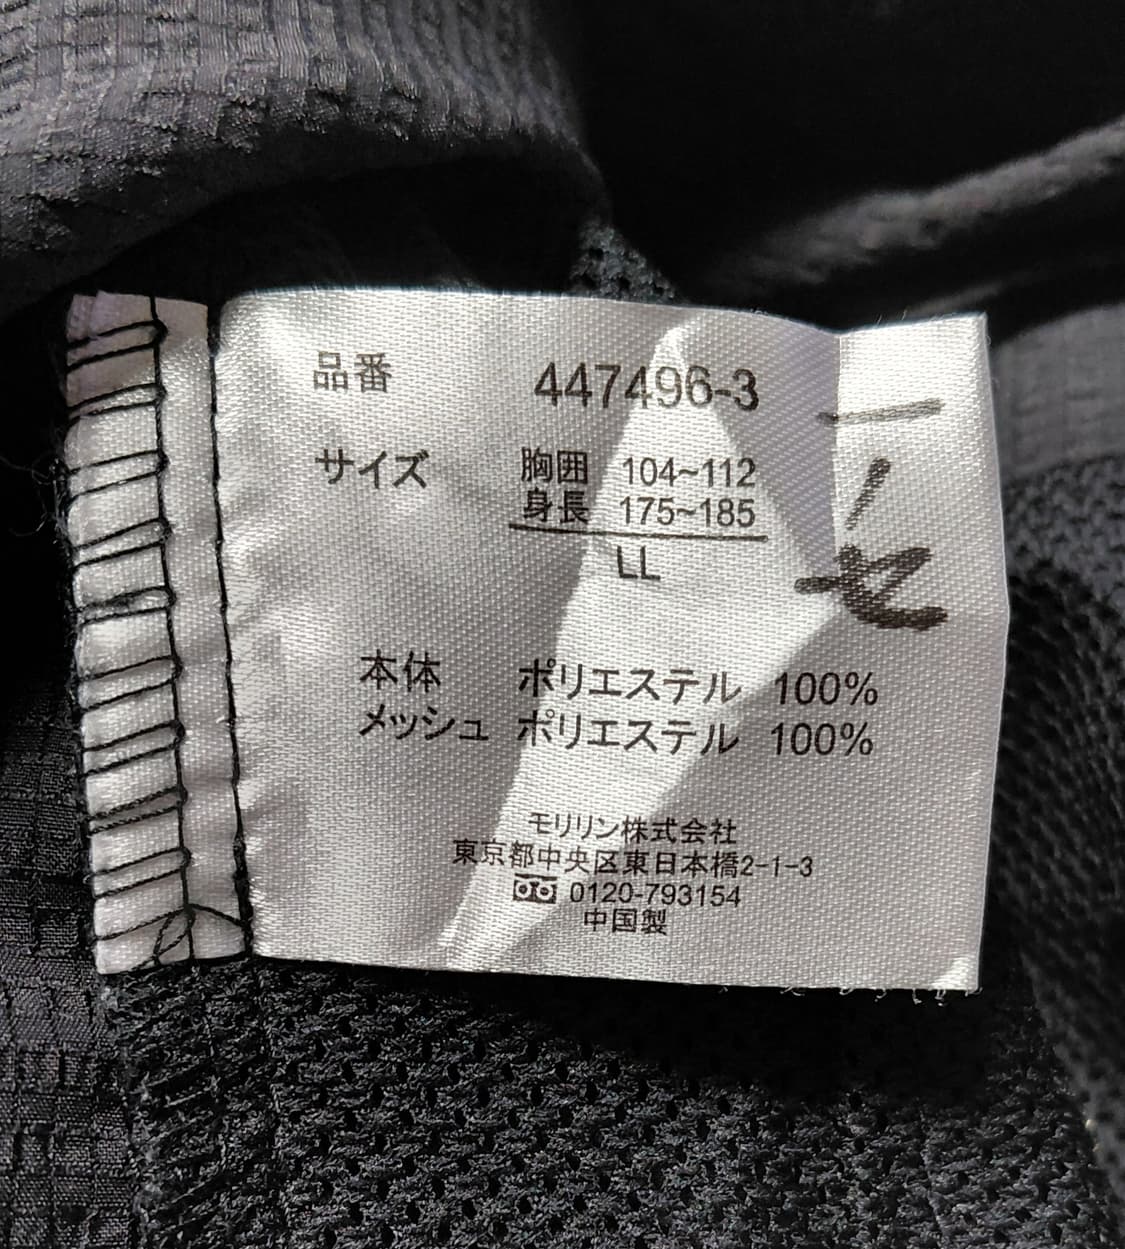 品番 447496-3
サイズ 胸囲 104~112
身長 175~185
LL
本体 ポリエステル 100%
メッシュ ポリエステル 100%
モリリン株式会社
東京都中央区東日本橋2-1-3
0120-793154
中国製